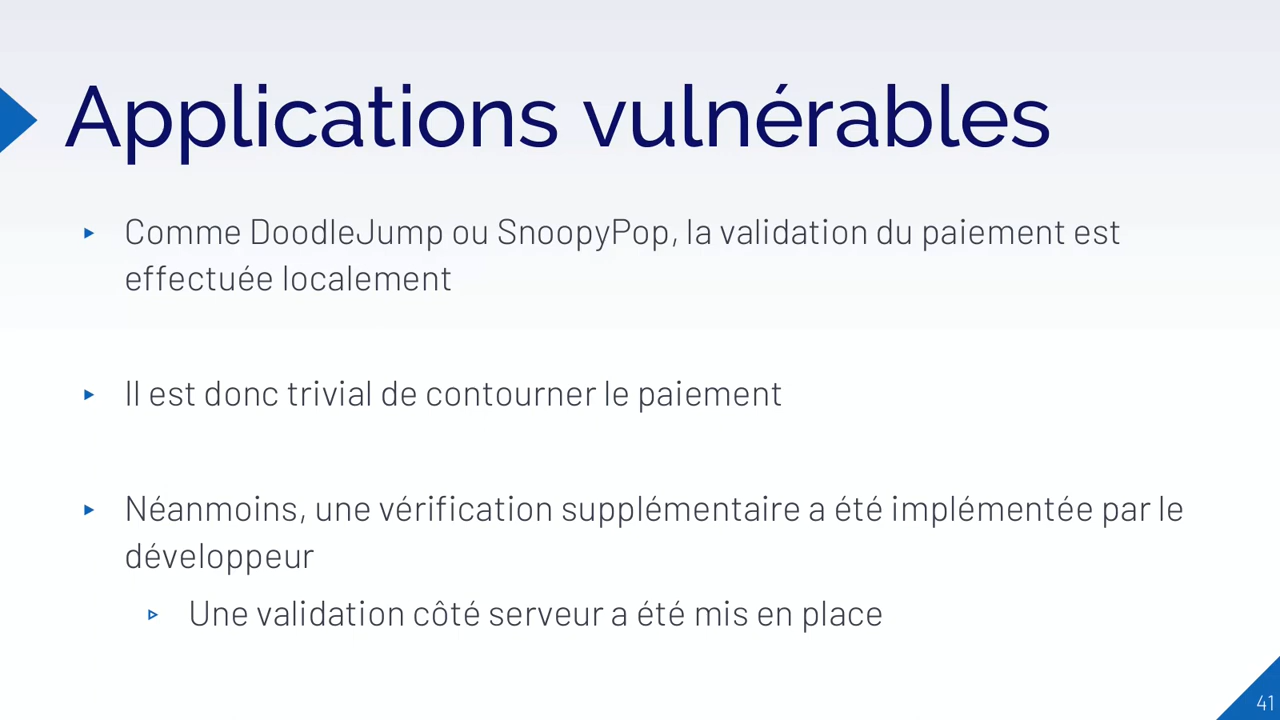 Applications vulnérables
Comme DoodleJump ou SnoopyPop, la validation du paiement est
effectuée localement
Il est donc trivial de contourner le paiement
Néanmoins, une vérification supplémentaire a été implémentée par le
développeur
Une validation côté serveur a été mis en place
41